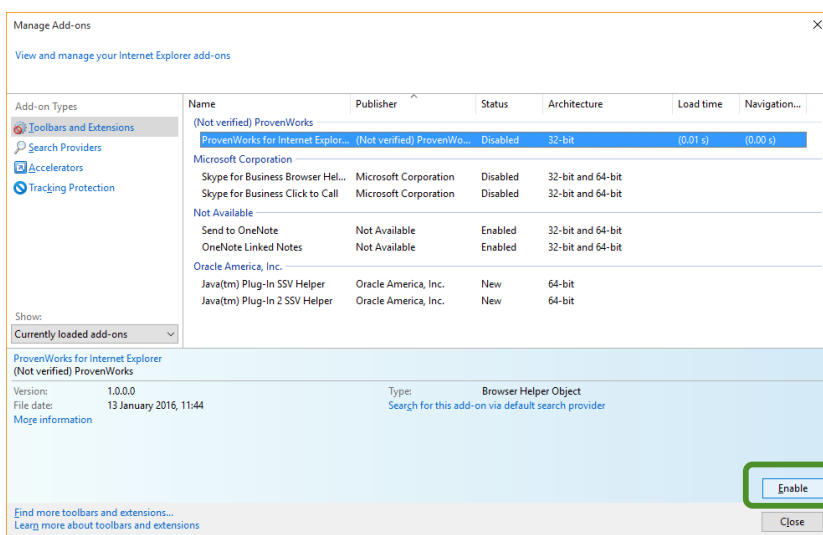 Manage Add-ons
View and manage your Internet Explorer add-ons
Add-on Types
Toolbars and Extensions
Search Providers
Accelerators
Tracking Protection
Show:
Currently loaded add-ons
Name Publisher Status Architecture Load time Navigation...
(Not verified) ProvenWorks
ProvenWorks for Internet Explor... (Not verified) ProvenWo... Disabled 32-bit (0.01 s) (0.00 s)
Microsoft Corporation
Skype for Business Browser Hel... Microsoft Corporation Disabled 32-bit and 64-bit
Skype for Business Click to Call Microsoft Corporation Disabled 32-bit and 64-bit
Not Available
Send to OneNote Not Available Enabled 32-bit and 64-bit
OneNote Linked Notes Not Available Enabled 32-bit and 64-bit
Oracle America, Inc.
Java(tm) Plug-In SSV Helper Oracle America, Inc. New 64-bit
Java(tm) Plug-In 2 SSV Helper Oracle America, Inc. New 64-bit
ProvenWorks for Internet Explorer
(Not verified) ProvenWorks
Version: 1.0.0.0 Type: Browser Helper Object
File date: 13 January 2016, 11:44 Search for this add-on via default search provider
More information
Enable
Find more toolbars and extensions...
Learn more about toolbars and extensions
Close